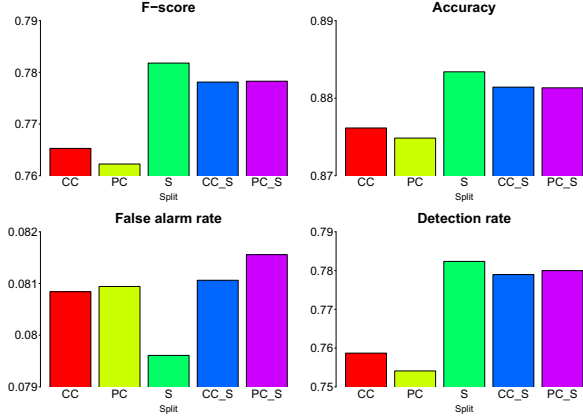 F−score
0.79
0.78
0.77
0.76
CC PC S CC_S PC_S
Split
Accuracy
0.89
0.88
0.87
CC PC S CC_S PC_S
Split
False alarm rate
0.082
0.081
0.08
0.079
CC PC S CC_S PC_S
Split
Detection rate
0.79
0.78
0.77
0.76
0.75
CC PC S CC_S PC_S
Split